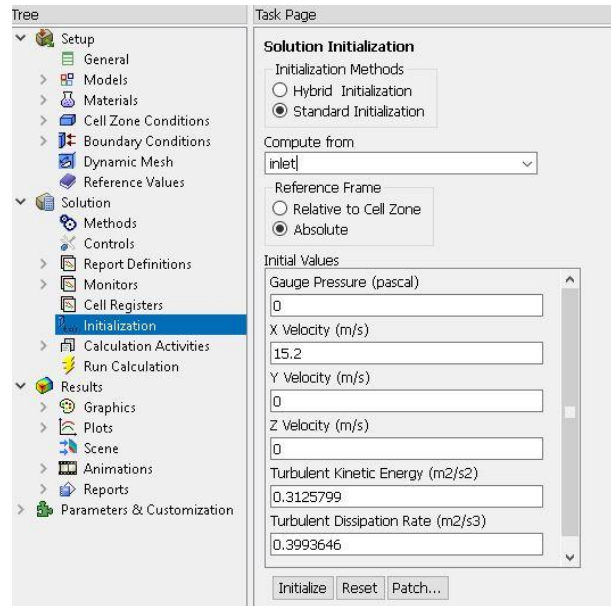 Tree
Setup
General
Models
Materials
Cell Zone Conditions
Boundary Conditions
Dynamic Mesh
Reference Values
Solution
Methods
Controls
Report Definitions
Monitors
Cell Registers
Initialization
Calculation Activities
Run Calculation
Results
Graphics
Plots
Scene
Animations
Reports
Parameters & Customization
Task Page
Solution Initialization
Initialization Methods
Hybrid Initialization
Standard Initialization
Compute from
inlet
Reference Frame
Relative to Cell Zone
Absolute
Initial Values
Gauge Pressure (pascal)
0
X Velocity (m/s)
15.2
Y Velocity (m/s)
0
Z Velocity (m/s)
0
Turbulent Kinetic Energy (m2/s2)
0.3125799
Turbulent Dissipation Rate (m2/s3)
0.3993646
Initialize Reset Patch...